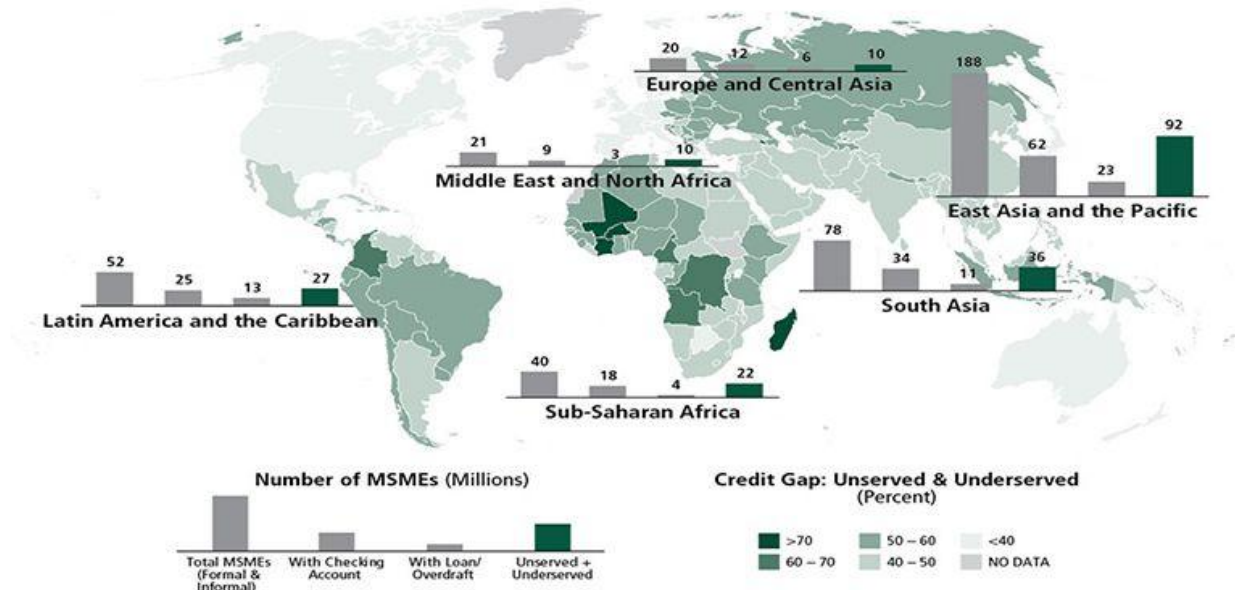 20 12 6 10
Europe and Central Asia
188 62 23 92
East Asia and the Pacific
21 9 3 10
Middle East and North Africa
78 34 11 36
South Asia
52 25 13 27
Latin America and the Caribbean
40 18 4 22
Sub-Saharan Africa
Number of MSMEs (Millions)
Total MSMEs
(Formal &
Informal)
With Checking
Account
With Loan/
Overdraft
Unserved +
Underserved
Credit Gap: Unserved & Underserved
(Percent)
>70
50 – 60
<40
60 – 70
40 – 50
NO DATA